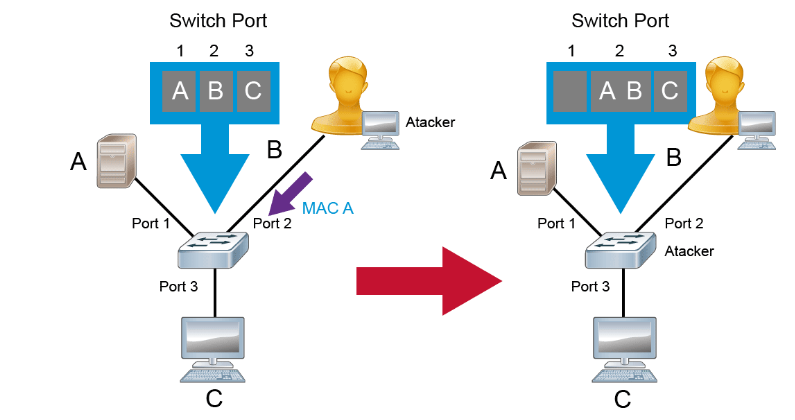 Switch Port
1 2 3
A B C
Atacker
B
A
MAC A
Port 1
Port 2
Port 3
C
Switch Port
1 2 3
A B C
B
A
Port 1
Port 2
Atacker
Port 3
C